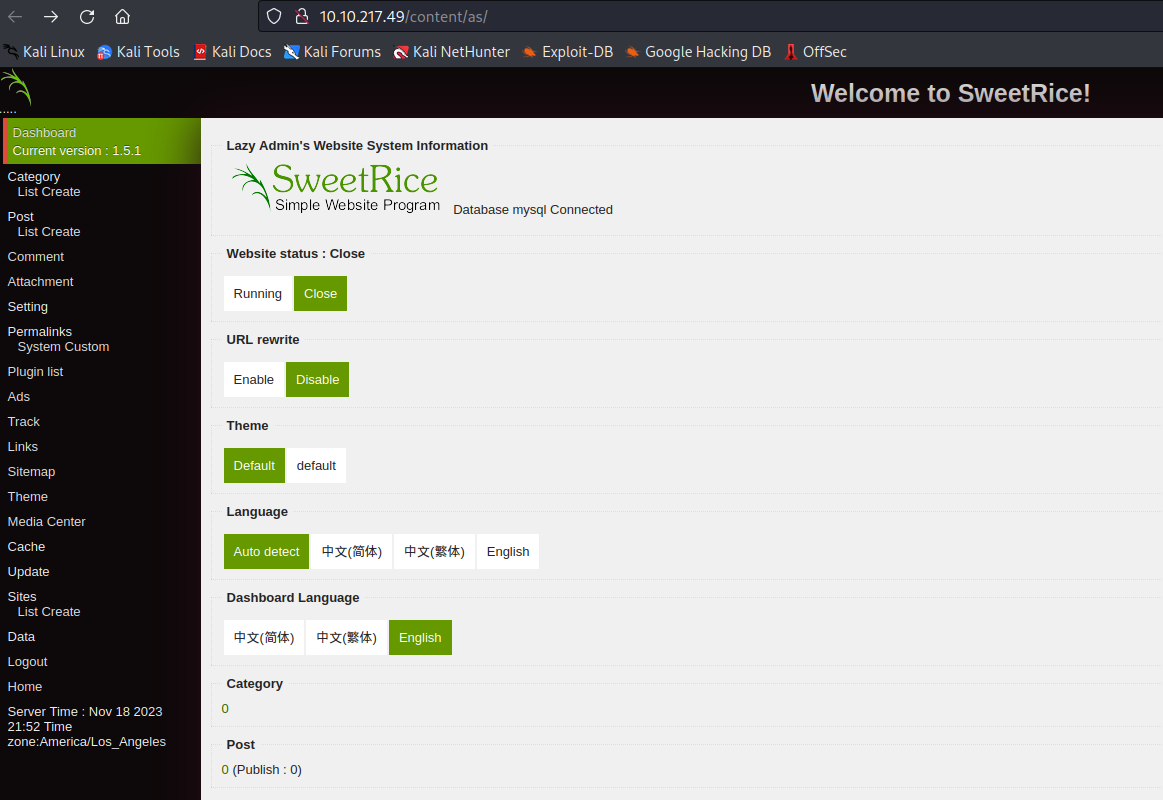 10.10.217.49/content/as/
Kali Linux Kali Tools Kali Docs Kali Forums Kali NetHunter Exploit-DB Google Hacking DB OffSec
.....
Welcome to SweetRice!
Dashboard
Current version : 1.5.1
Category
List Create
Post
List Create
Comment
Attachment
Setting
Permalinks
System Custom
Plugin list
Ads
Track
Links
Sitemap
Theme
Media Center
Cache
Update
Sites
List Create
Data
Logout
Home
Server Time : Nov 18 2023
21:52 Time
zone:America/Los_Angeles
Lazy Admin's Website System Information
SweetRice
Simple Website Program
Database mysql Connected
Website status : Close
Running Close
URL rewrite
Enable Disable
Theme
Default default
Language
Auto detect 中文(简体) 中文(繁体) English
Dashboard Language
中文(简体) 中文(繁体) English
Category
0
Post
0 (Publish : 0)